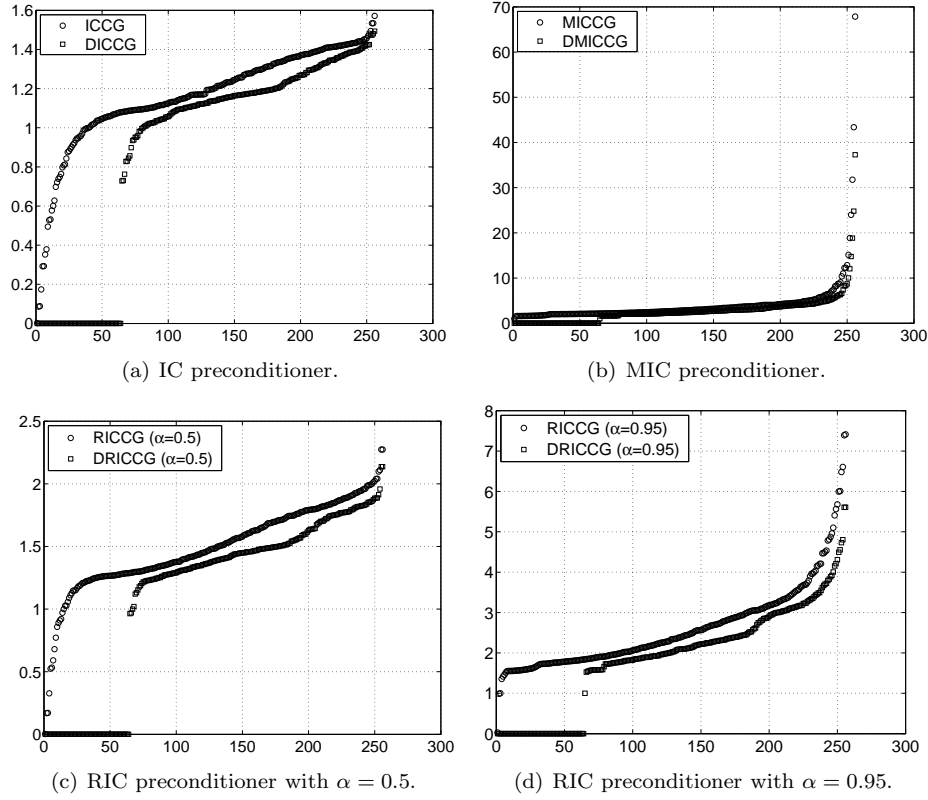 1.6
1.4
1.2
1
0.8
0.6
0.4
0.2
0
ICCG
DICCG
0 50 100 150 200 250 300
(a) IC preconditioner.
70
60
50
40
30
20
10
0
MICCG
DMICCG
0 50 100 150 200 250 300
(b) MIC preconditioner.
2.5
2
1.5
1
0.5
0
RICCG (α=0.5)
DRICCG (α=0.5)
0 50 100 150 200 250 300
(c) RIC preconditioner with α = 0.5.
8
7
6
5
4
3
2
1
0
RICCG (α=0.95)
DRICCG (α=0.95)
0 50 100 150 200 250 300
(d) RIC preconditioner with α = 0.95.